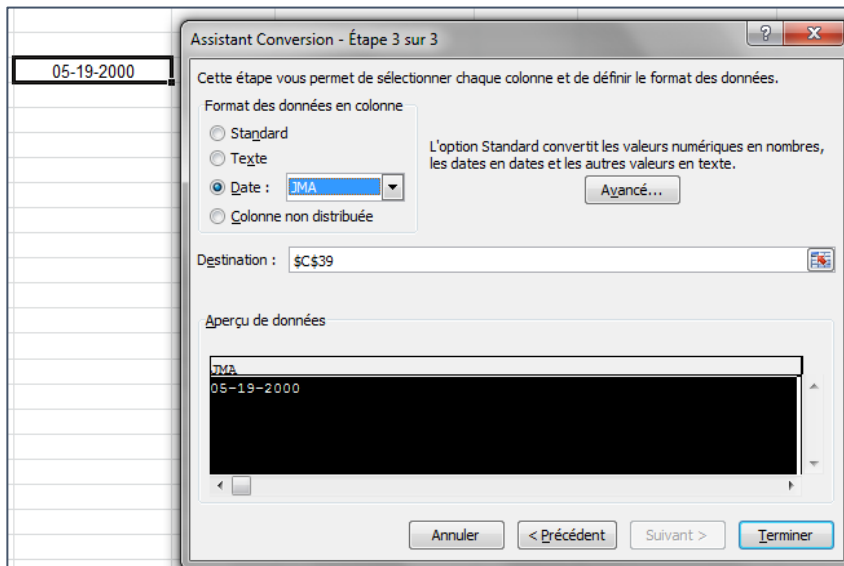 05-19-2000
Assistant Conversion - Étape 3 sur 3
Cette étape vous permet de sélectionner chaque colonne et de définir le format des données.
Format des données en colonne
Standard
Texte
Date : JMA
Colonne non distribuée
L'option Standard convertit les valeurs numériques en nombres,
les dates en dates et les autres valeurs en texte.
Avancé...
Destination : $C$39
Aperçu de données
JMA
05-19-2000
Annuler < Précédent Suivant > Terminer